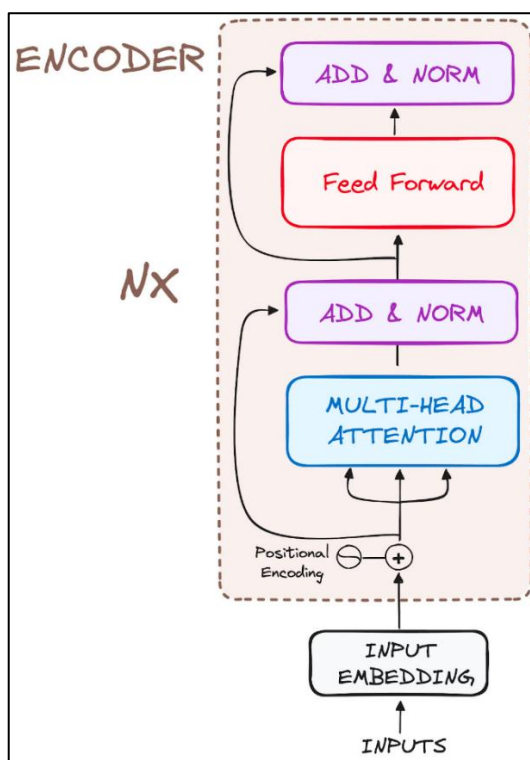 ENCODER
ADD & NORM
Feed Forward
NX
ADD & NORM
MULTI-HEAD
ATTENTION
Positional
Encoding
+
INPUT
EMBEDDING
INPUTS